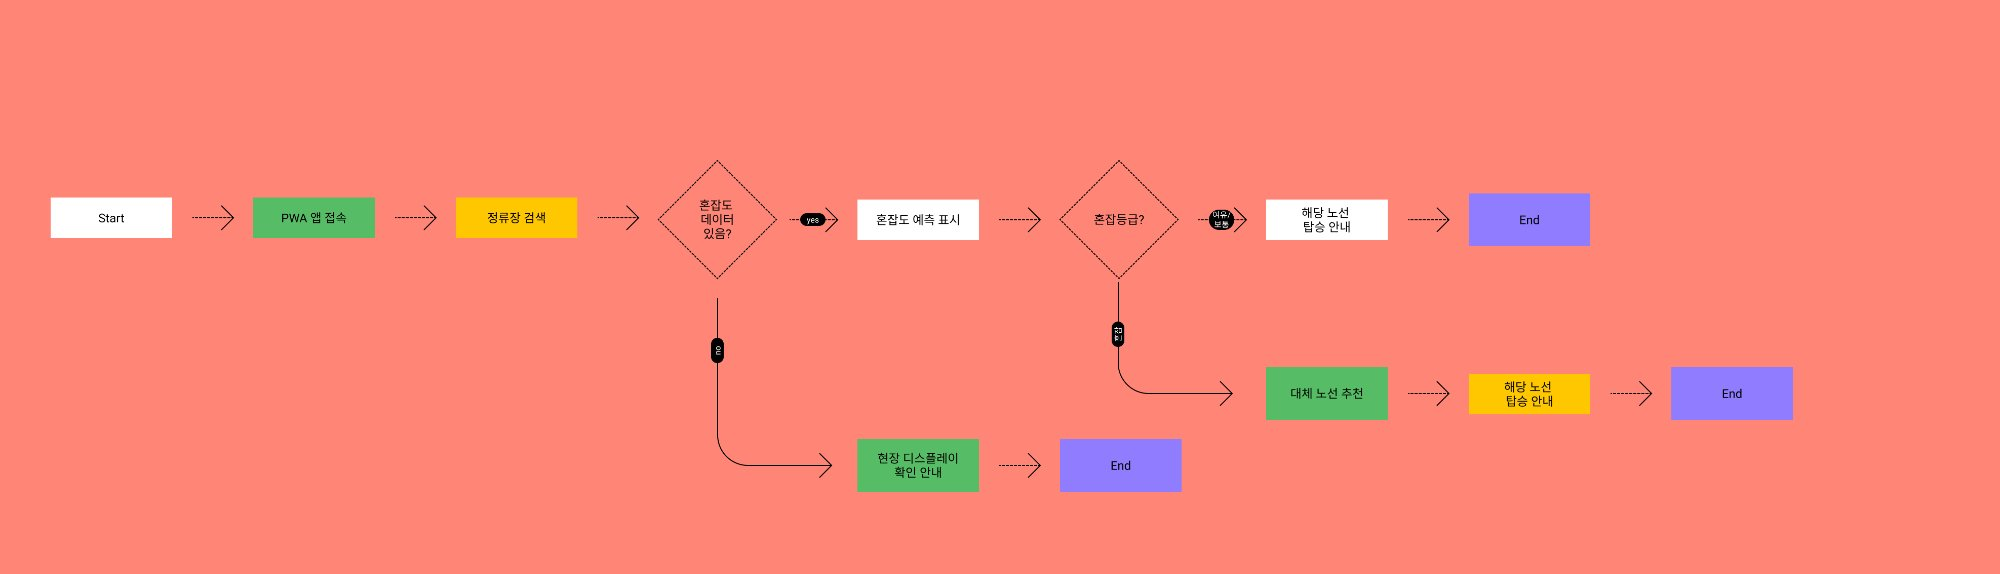 Start
PWA 앱 접속
정류장 검색
혼잡도
데이터
있음?
yes
혼잡도 예측 표시
혼잡등급?
여유/
보통
해당 노선
탑승 안내
End
no
현장 디스플레이
확인 안내
End
대체 노선 추천
해당 노선
탑승 안내
End